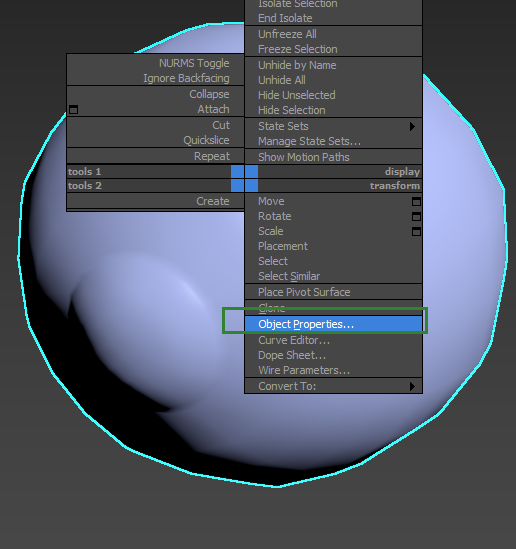 Isolate Selection
End Isolate
Unfreeze All
Freeze Selection
Unhide by Name
Unhide All
Hide Unselected
Hide Selection
State Sets
Manage State Sets...
Show Motion Paths
NURMS Toggle
Ignore Backfacing
Collapse
Attach
Cut
Quickslice
Repeat
tools 1
display
tools 2
transform
Create
Move
Rotate
Scale
Placement
Select
Select Similar
Place Pivot Surface
Clone
Object Properties...
Curve Editor...
Dope Sheet...
Wire Parameters...
Convert To: